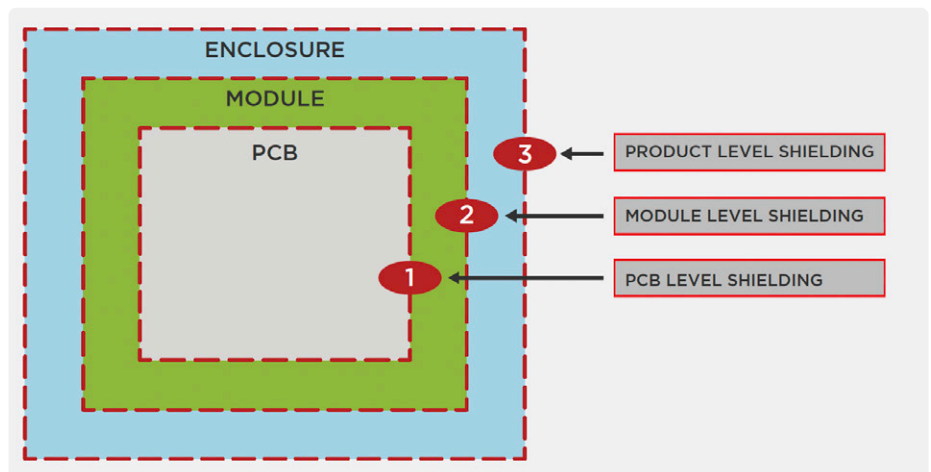 ENCLOSURE
MODULE
PCB
3
PRODUCT LEVEL SHIELDING
2
MODULE LEVEL SHIELDING
1
PCB LEVEL SHIELDING